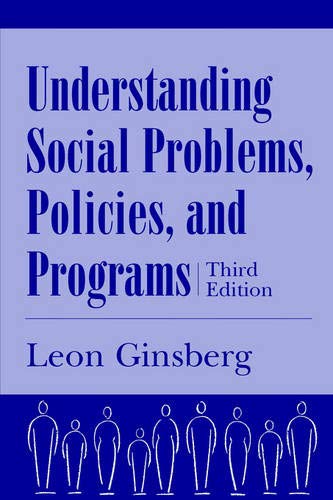 Understanding
Social Problems,
Policies, and
Programs
Third
Edition
Leon Ginsberg